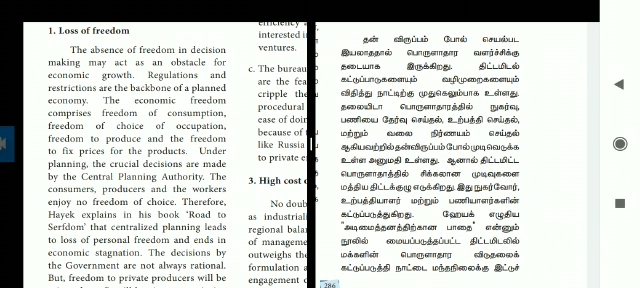 1. Loss of freedom
The absence of freedom in decision
making may act as an obstacle for
economic growth. Regulations and
restrictions are the backbone of a planned
economy. The economic freedom
comprises freedom of consumption,
freedom of choice of occupation,
freedom to produce and the freedom
to fix prices for the products. Under
planning, the crucial decisions are made
by the Central Planning Authority. The
consumers, producers and the workers
enjoy no freedom of choice. Therefore,
Hayek explains in his book 'Road to
Serfdom' that centralized planning leads
to loss of personal freedom and ends in
economic stagnation. The decisions by
the Government are not always rational.
But, freedom to private producers will be
interested i
ventures.
c. The bureau
are the fea
cripple the
procedural
ease of doin
because of
like Russia
to private e
3. High cost o
No doub
as industriali
regional bala
of manageme
outweighs the
formulation a
engagement o
தன் விருப்பம் போல் செயல்பட
இயலாததால் பொருளாதார வளர்ச்சிக்கு
தடையாக இருக்கிறது. திட்டமிடல்
கட்டுப்பாடுகளையும் வழிமுறைகளையும்
விதித்து நாட்டிற்கு முதுகெலும்பாக உள்ளது.
தலையிடா பொருளாதாரத்தில் நுகர்வு,
பணியை தேர்வு செய்தல், உற்பத்தி செய்தல்,
மற்றும் விலை நிர்ணயம் செய்தல்
ஆகியவற்றில் தன்விருப்பம் போல் முடிவெடுக்க
உள்ள அனுமதி உள்ளது. ஆனால் திட்டமிட்ட
பொருளாதாத்தில் சிக்கலான முடிவுகளை
மத்திய திட்டக்குழு எடுக்கிறது. இது நுகர்வோர்,
உற்பத்தியாளர் மற்றும் பணியாளர்களின்
கட்டுப்படுத்துகிறது. ஹேயக் எழுதிய
"அடிமைத்தனத்திற்கான பாதை" என்னும்
நூலில் மையப்படுத்தப்பட்ட திட்டமிடலில்
மக்களின் பொருளாதார விடுதலைக்
கட்டுப்படுத்தி நாட்டை மந்தநிலைக்கு இட்டுச்
286